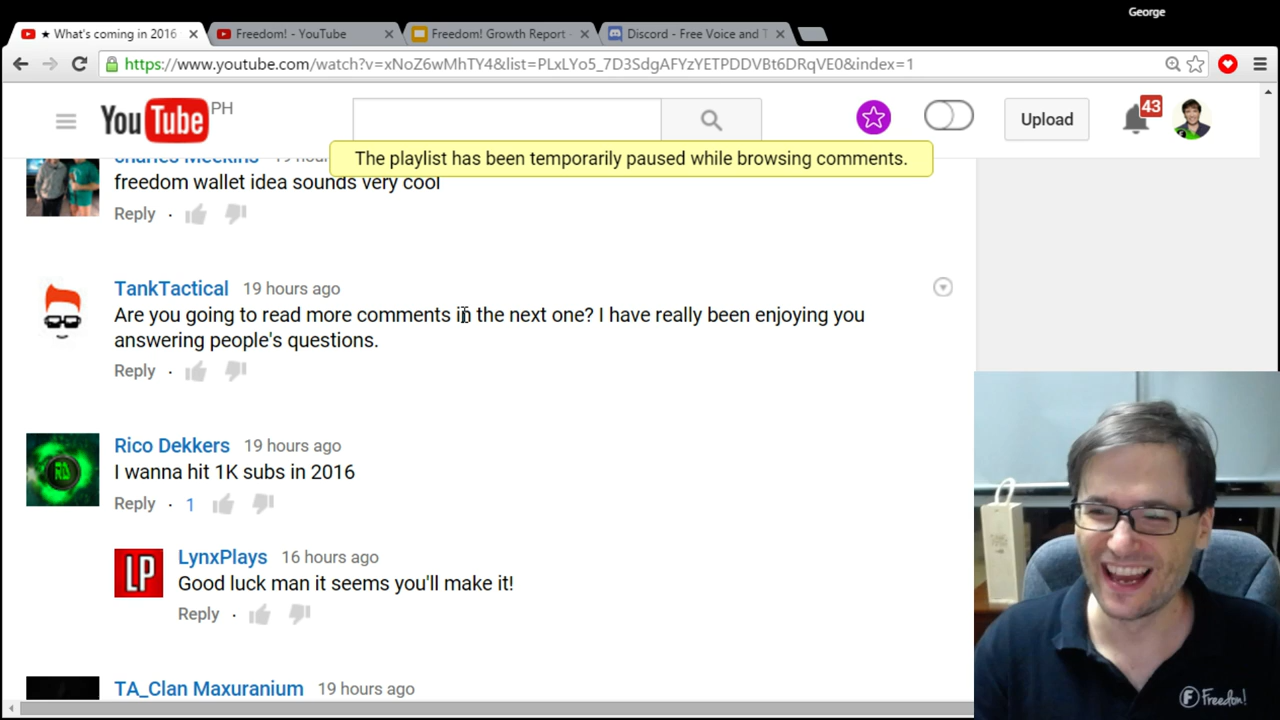 George
★ What's coming in 2016
Freedom! - YouTube
Freedom! Growth Report -
Discord - Free Voice and T
https://www.youtube.com/watch?v=xNoZ6wMhTY4&list=PLxLYo5_7D3SdgAFYzYETPDDVBt6DRqVE0&index=1
YouTube PH
Upload
43
The playlist has been temporarily paused while browsing comments.
Charles Meekins 19 hours
freedom wallet idea sounds very cool
Reply ·
TankTactical 19 hours ago
Are you going to read more comments in the next one? I have really been enjoying you
answering people's questions.
Reply ·
Rico Dekkers 19 hours ago
I wanna hit 1K subs in 2016
Reply · 1
LP
LynxPlays 16 hours ago
Good luck man it seems you'll make it!
Reply ·
TA_Clan Maxuranium 19 hours ago
Freedom!